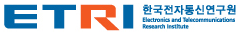 ETRI
한국전자통신연구원
Electronics and Telecommunications
Research Institute